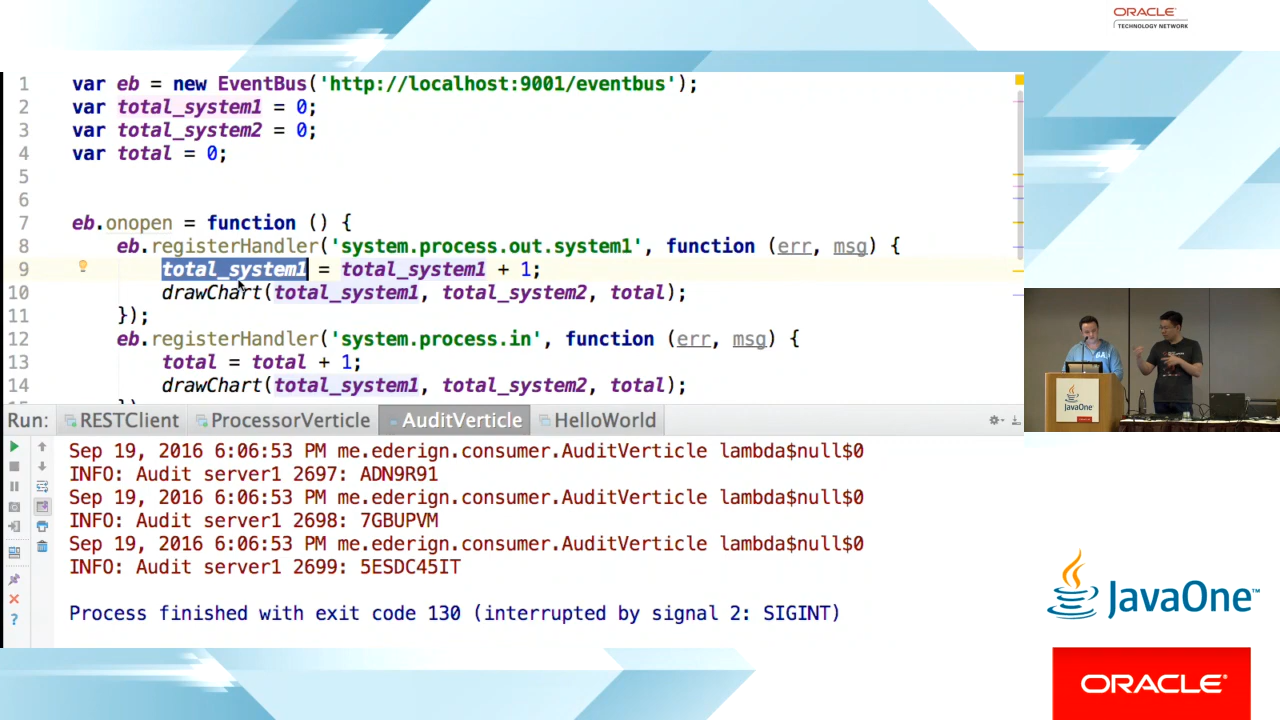 ORACLE
TECHNOLOGY NETWORK
1 var eb = new EventBus('http://localhost:9001/eventbus');
2 var total_system1 = 0;
3 var total_system2 = 0;
4 var total = 0;
5
6
7 eb.onopen = function () {
8 eb.registerHandler('system.process.out.system1', function (err, msg) {
9 total_system1 = total_system1 + 1;
10 drawChart(total_system1, total_system2, total);
11 });
12 eb.registerHandler('system.process.in', function (err, msg) {
13 total = total + 1;
14 drawChart(total_system1, total_system2, total);
Run: RESTClient ProcessorVerticle AuditVerticle HelloWorld
Sep 19, 2016 6:06:53 PM me.ederign.consumer.AuditVerticle lambda$null$0
INFO: Audit server1 2697: ADN9R91
Sep 19, 2016 6:06:53 PM me.ederign.consumer.AuditVerticle lambda$null$0
INFO: Audit server1 2698: 7GBUPVM
Sep 19, 2016 6:06:53 PM me.ederign.consumer.AuditVerticle lambda$null$0
INFO: Audit server1 2699: 5ESDC45IT
Process finished with exit code 130 (interrupted by signal 2: SIGINT)
JavaOne
JavaOne™
ORACLE®